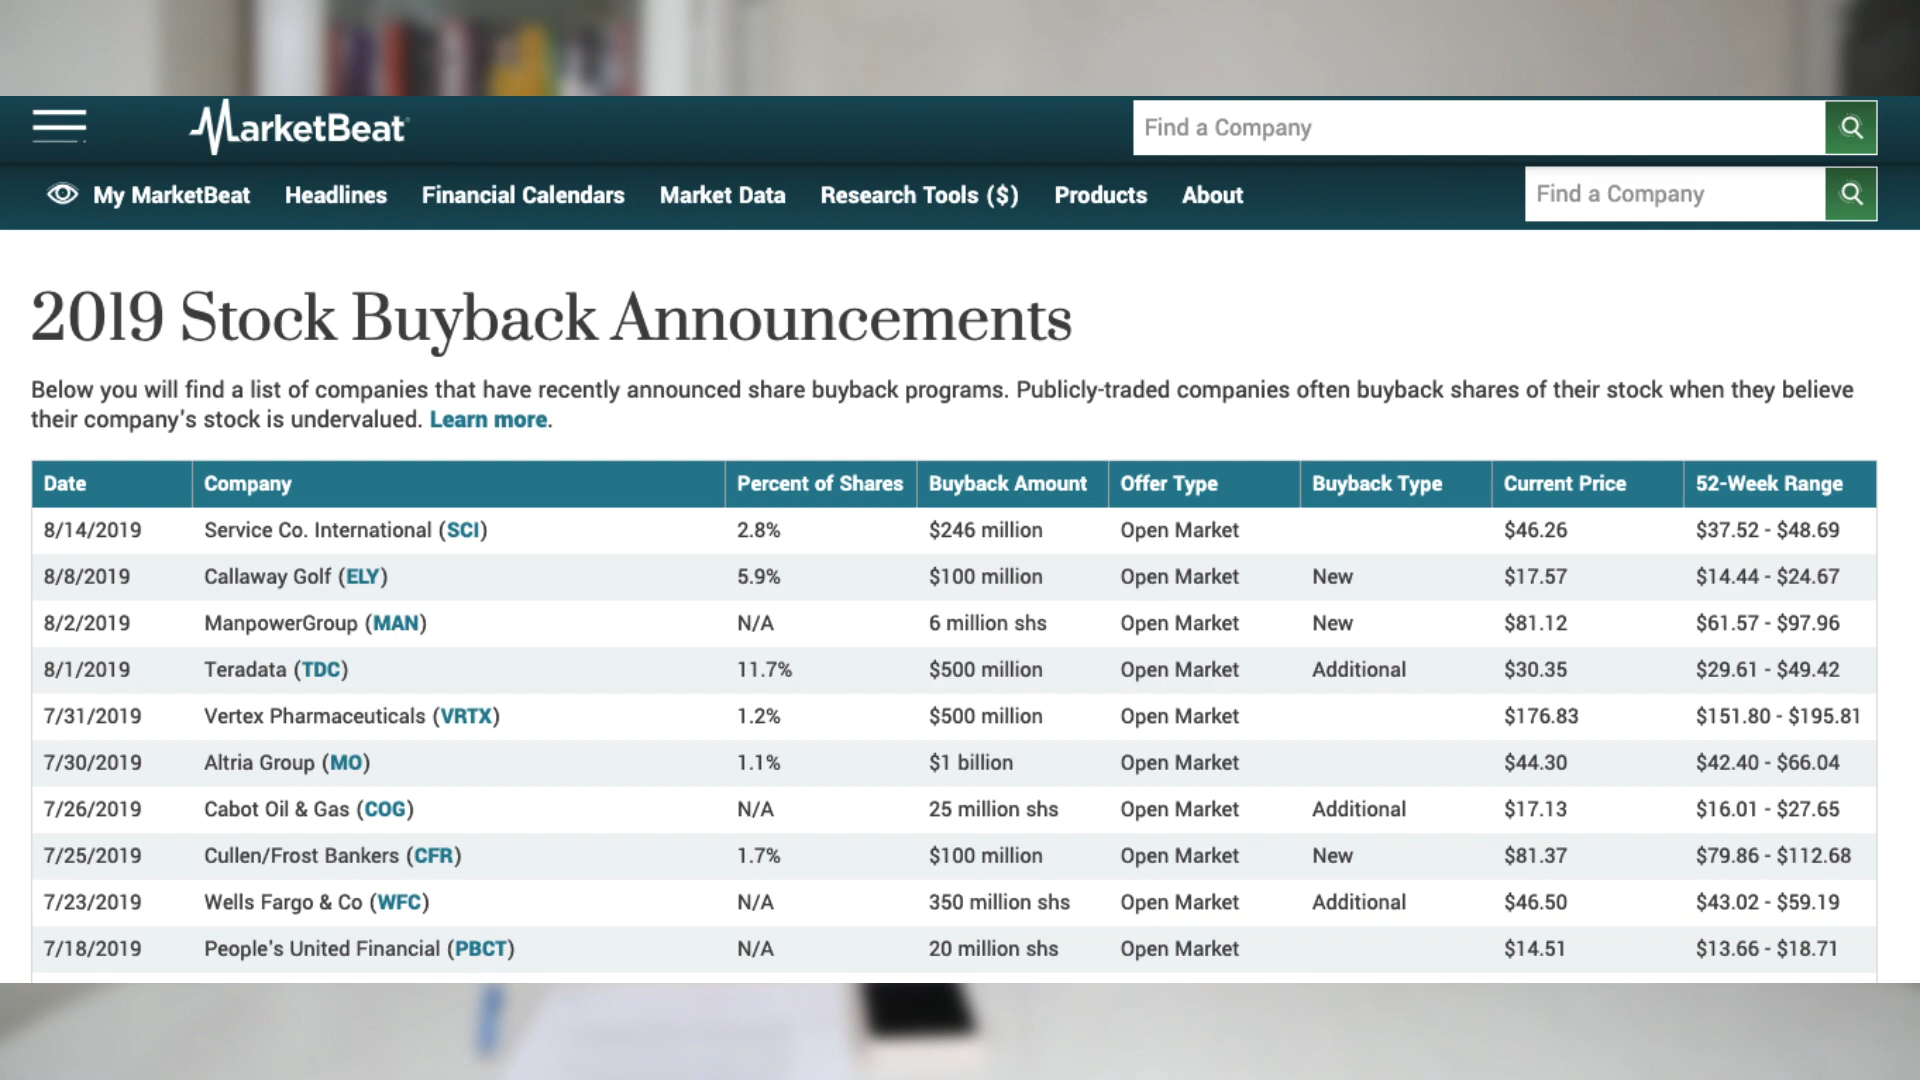 MarketBeat
Find a Company
My MarketBeat Headlines Financial Calendars Market Data Research Tools ($) Products About Find a Company
2019 Stock Buyback Announcements
Below you will find a list of companies that have recently announced share buyback programs. Publicly-traded companies often buyback shares of their stock when they believe
their company's stock is undervalued. Learn more.
Date Company Percent of Shares Buyback Amount Offer Type Buyback Type Current Price 52-Week Range
8/14/2019 Service Co. International (SCI) 2.8% $246 million Open Market $46.26 $37.52 - $48.69
8/8/2019 Callaway Golf (ELY) 5.9% $100 million Open Market New $17.57 $14.44 - $24.67
8/2/2019 ManpowerGroup (MAN) N/A 6 million shs Open Market New $81.12 $61.57 - $97.96
8/1/2019 Teradata (TDC) 11.7% $500 million Open Market Additional $30.35 $29.61 - $49.42
7/31/2019 Vertex Pharmaceuticals (VRTX) 1.2% $500 million Open Market $176.83 $151.80 - $195.81
7/30/2019 Altria Group (MO) 1.1% $1 billion Open Market $44.30 $42.40 - $66.04
7/26/2019 Cabot Oil & Gas (COG) N/A 25 million shs Open Market Additional $17.13 $16.01 - $27.65
7/25/2019 Cullen/Frost Bankers (CFR) 1.7% $100 million Open Market New $81.37 $79.86 - $112.68
7/23/2019 Wells Fargo & Co (WFC) N/A 350 million shs Open Market Additional $46.50 $43.02 - $59.19
7/18/2019 People's United Financial (PBCT) N/A 20 million shs Open Market $14.51 $13.66 - $18.71